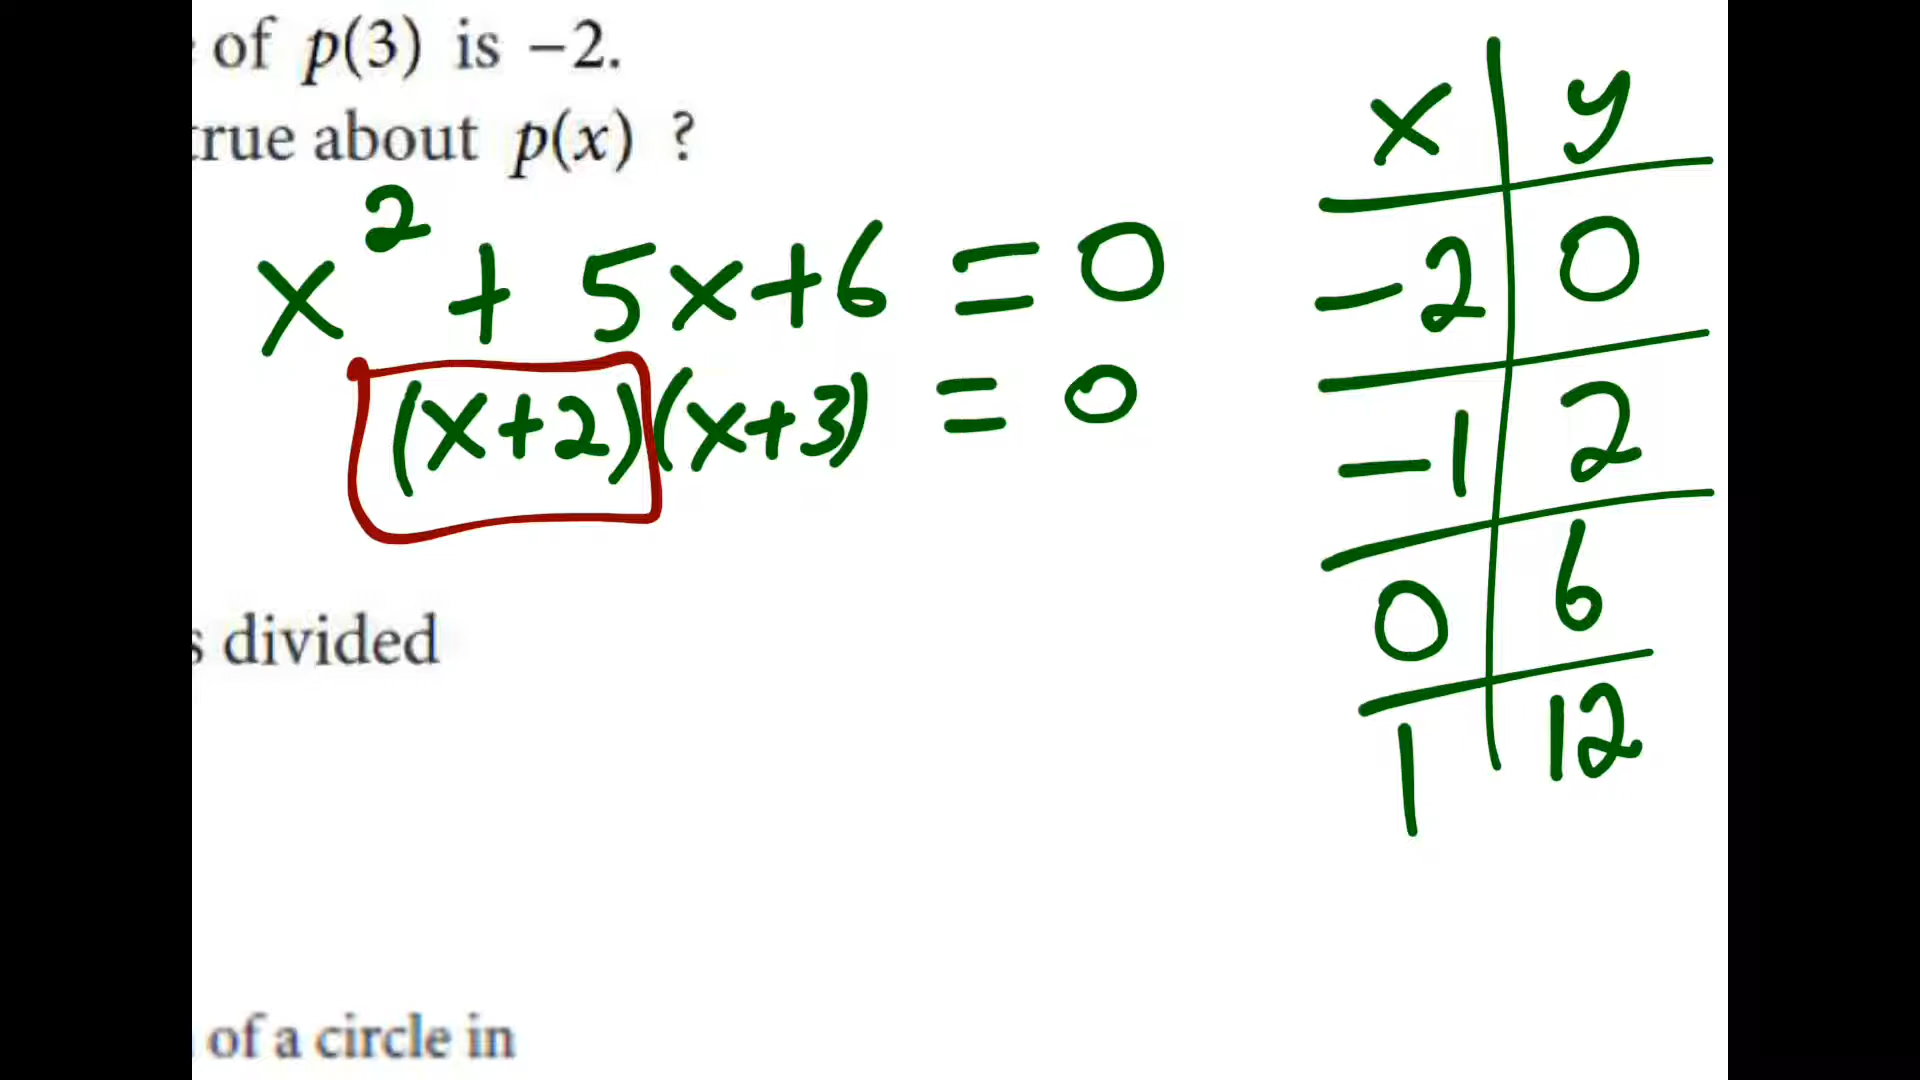 of p(3) is −2.
true about p(x) ?
x² + 5x+6 = 0
(x+2)(x+3) = 0
s divided
of a circle in
x y
−2 0
−1 2
0 6
1 12